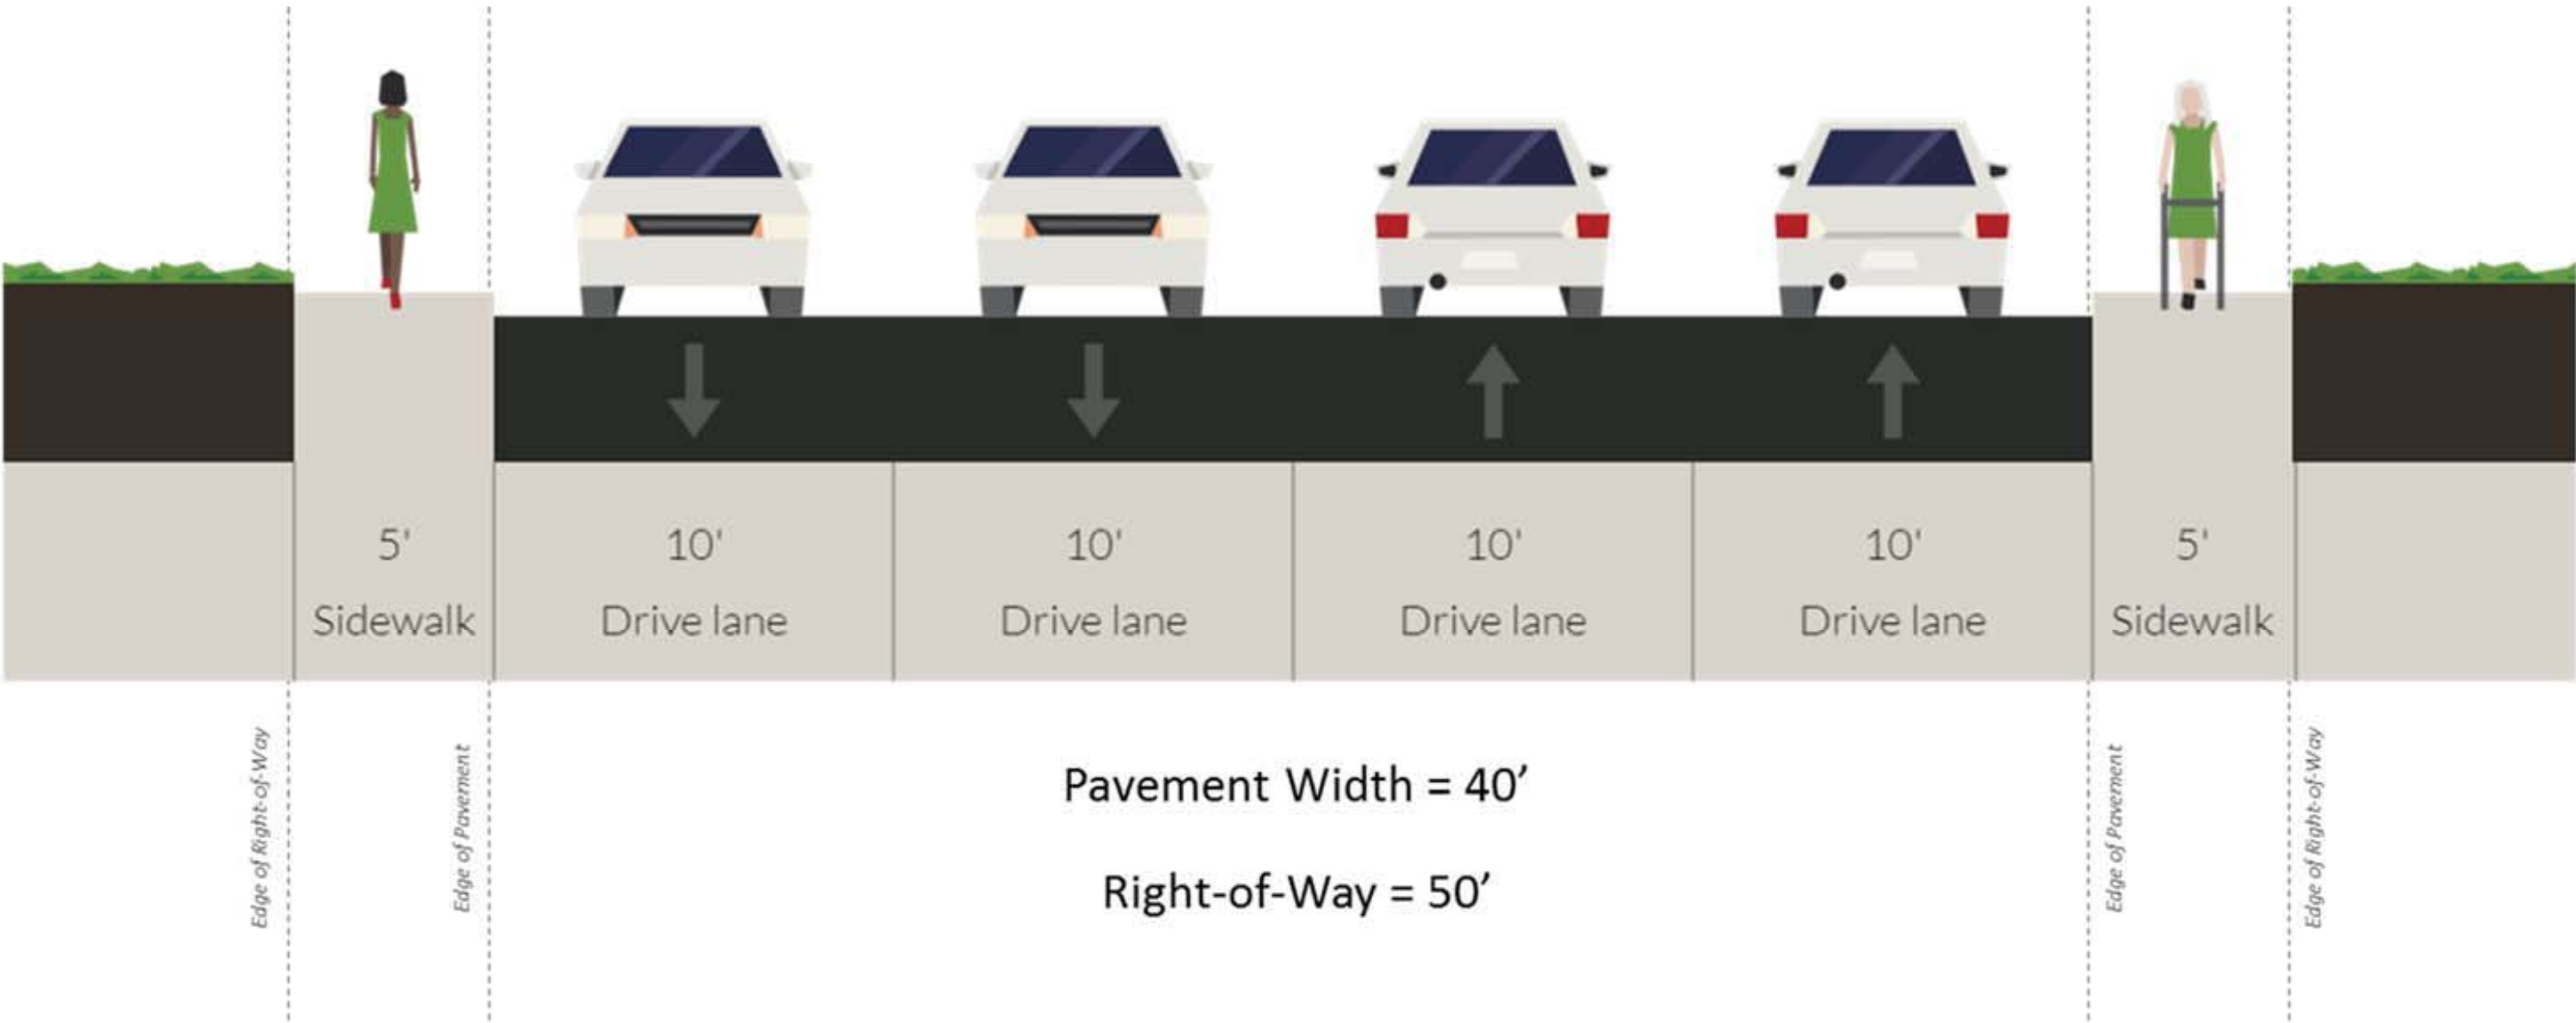 5'
Sidewalk
10'
Drive lane
10'
Drive lane
10'
Drive lane
10'
Drive lane
5'
Sidewalk
Edge of Right-of-Way
Edge of Pavement
Pavement Width = 40’
Right-of-Way = 50’
Edge of Pavement
Edge of Right-of-Way